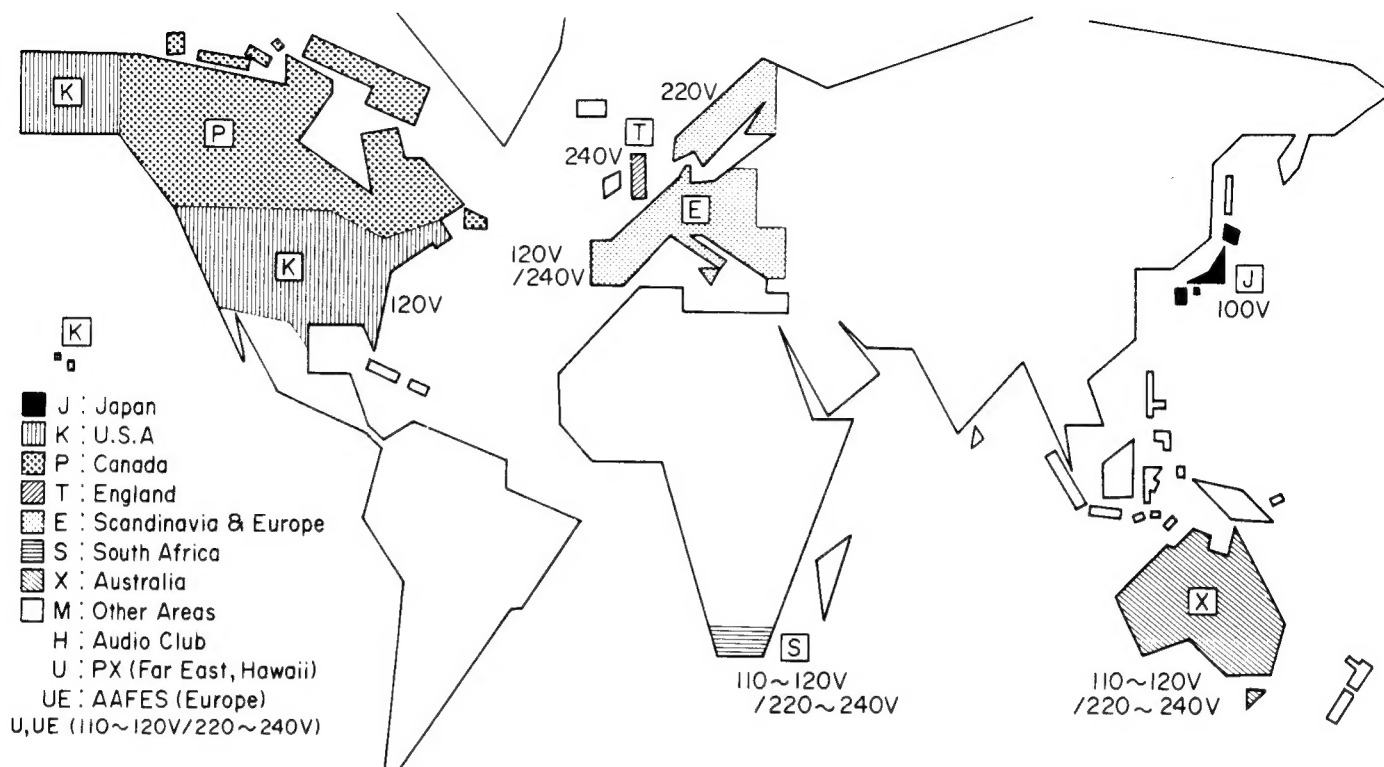 K
P
T
240V
220V
E
120V
/240V
K
120V
K
J
100V
J : Japan
K : U.S.A
P : Canada
T : England
E : Scandinavia & Europe
S : South Africa
X : Australia
M : Other Areas
H : Audio Club
U : PX (Far East, Hawaii)
UE : AAFES (Europe)
U,UE (110~120V/220~240V)
S
110~120V
/220~240V
X
110~120V
/220~240V